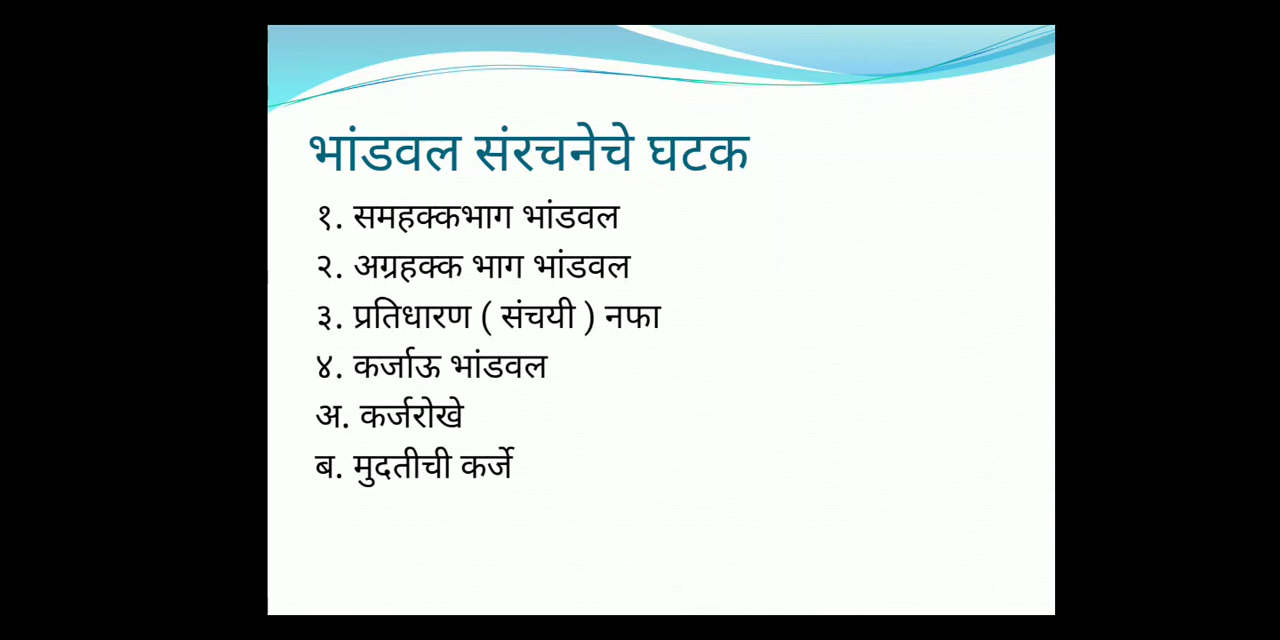 भांडवल संरचनेचे घटक
१. समहक्कभाग भांडवल
२. अग्रहक्क भाग भांडवल
३. प्रतिधारण ( संचयी ) नफा
४. कर्जाऊ भांडवल
अ. कर्जरोखे
ब. मुदतीची कर्जे